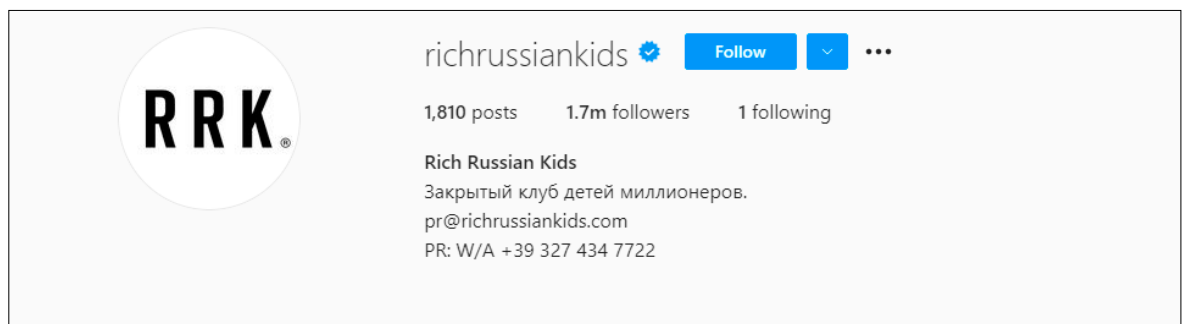 RRK®
richrussiankids Follow
1,810 posts 1.7m followers 1 following
Rich Russian Kids
Закрытый клуб детей миллионеров.
pr@richrussiankids.com
PR: W/A +39 327 434 7722